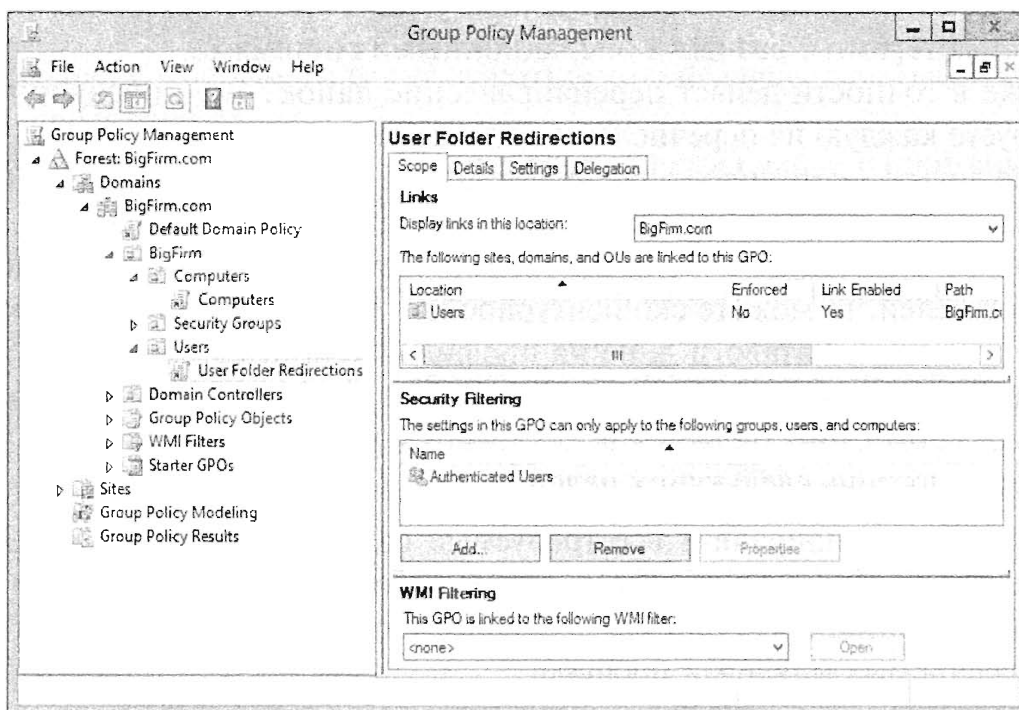 Group Policy Management
File Action View Window Help
Group Policy Management
Forest: BigFirm.com
Domains
BigFirm.com
Default Domain Policy
BigFirm
Computers
Computers
Security Groups
Users
User Folder Redirections
Domain Controllers
Group Policy Objects
WMI Filters
Starter GPOs
Sites
Group Policy Modeling
Group Policy Results
User Folder Redirections
Scope Details Settings Delegation
Links
Display links in this location: BigFirm.com
The following sites, domains, and OUs are linked to this GPO:
Location Enforced Link Enabled Path
Users No Yes BigFirm.c
Security Filtering
The settings in this GPO can only apply to the following groups, users, and computers:
Name
Authenticated Users
Add... Remove Properties
WMI Filtering
This GPO is linked to the following WMI filter:
<none> Open